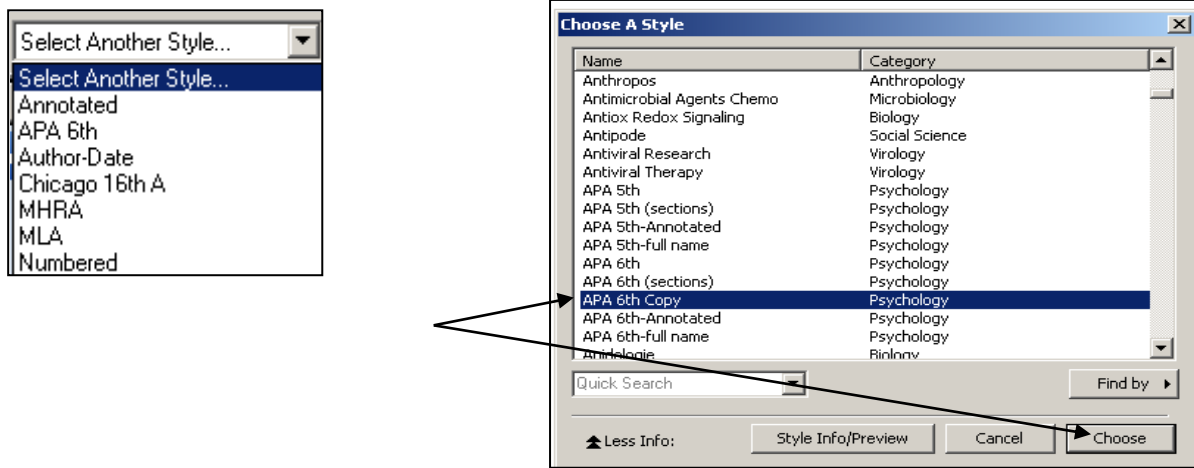 Select Another Style...
Select Another Style...
Annotated
APA 6th
Author-Date
Chicago 16th A
MHRA
MLA
Numbered
Choose A Style
Name Category
Anthropos Anthropology
Antimicrobial Agents Chemo Microbiology
Antiox Redox Signaling Biology
Antipode Social Science
Antiviral Research Virology
Antiviral Therapy Virology
APA 5th Psychology
APA 5th (sections) Psychology
APA 5th-Annotated Psychology
APA 5th-full name Psychology
APA 6th Psychology
APA 6th (sections) Psychology
APA 6th Copy Psychology
APA 6th-Annotated Psychology
APA 6th-full name Psychology
Apidologie Biology
Quick Search Find by
Less Info: Style Info/Preview Cancel Choose